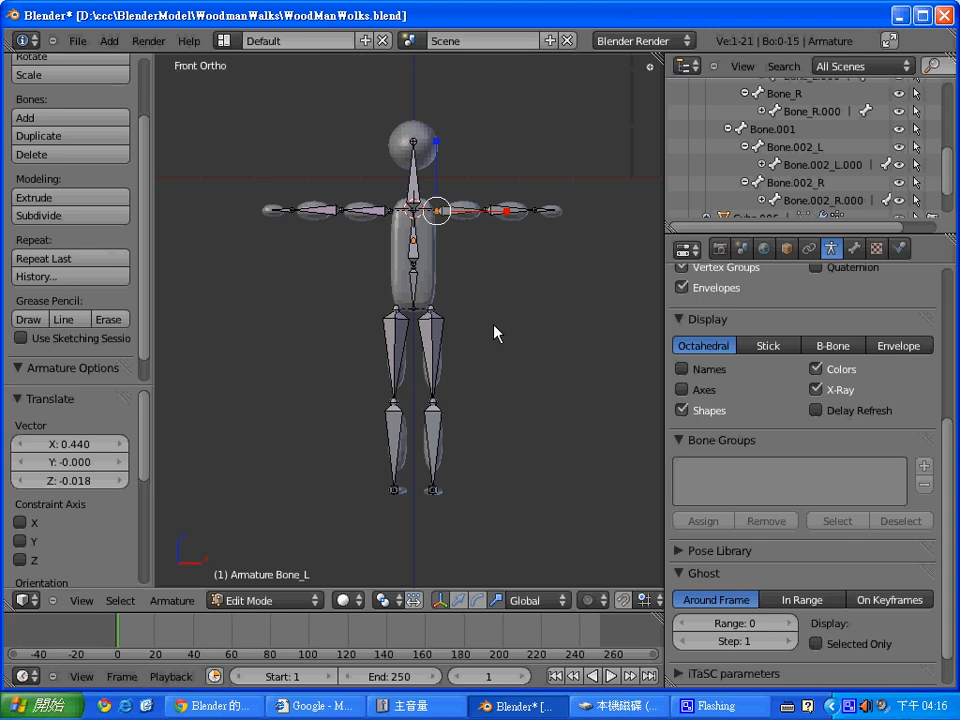 Blender* [D:\ccc\BlenderModel\WoodmanWalks\WoodManWolks.blend]
File Add Render Help Default Scene Blender Render Ve:1-21 | Bo:0-15 | Armature
Rotate
Scale
Bones:
Add
Duplicate
Delete
Modeling:
Extrude
Subdivide
Repeat:
Repeat Last
History...
Grease Pencil:
Draw Line Erase
Use Sketching Sessio
Armature Options
Translate
Vector
X: 0.440
Y: -0.000
Z: -0.018
Constraint Axis
X
Y
Z
Orientation
Front Ortho
(1) Armature Bone_L
View Select Armature Edit Mode Global
-40 -20 0 20 40 60 80 100 120 140 160 180 200 220 240 260
View Frame Playback Start: 1 End: 250 1
View Search All Scenes
Bone_R
Bone_R.000
Bone.001
Bone.002_L
Bone.002_L.000
Bone.002_R
Bone.002_R.000
Vertex Groups Quaternion
Envelopes
Display
Octahedral Stick B-Bone Envelope
Names Colors
Axes X-Ray
Shapes Delay Refresh
Bone Groups
Assign Remove Select Deselect
Pose Library
Ghost
Around Frame In Range On Keyframes
Range: 0 Display:
Step: 1 Selected Only
iTaSC parameters
開始 Blender 的... Google - M... 主音量 Blender* [... 本機磁碟 (... Flashing 下午 04:16